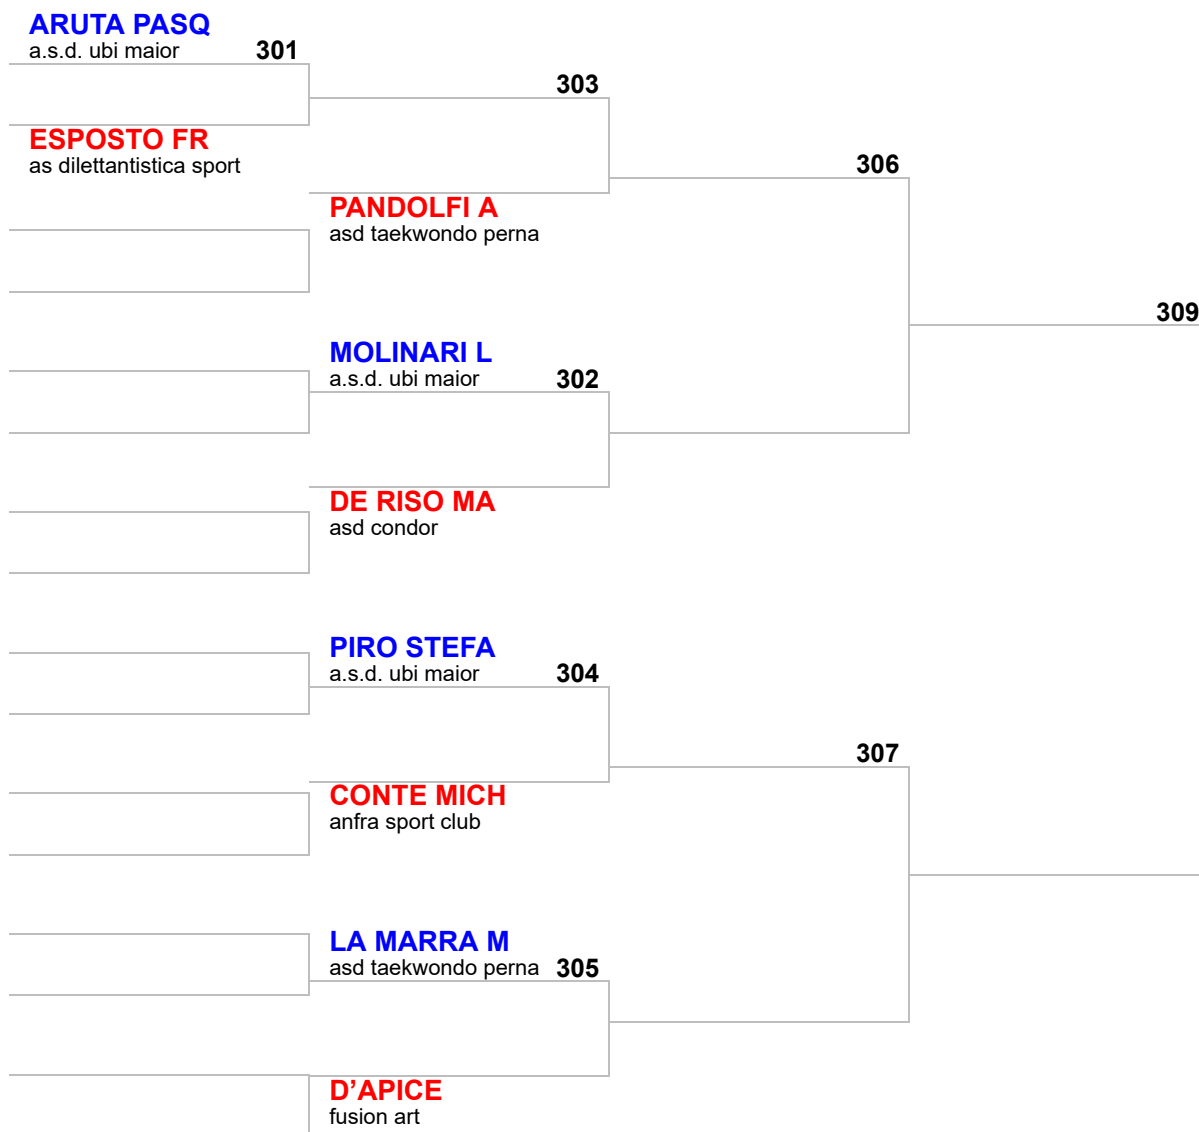 ARUTA PASQ
a.s.d. ubi maior
301
303
ESPOSTO FR
as dilettantistica sport
306
PANDOLFI A
asd taekwondo perna
309
MOLINARI L
a.s.d. ubi maior
302
DE RISO MA
asd condor
PIRO STEFA
a.s.d. ubi maior
304
307
CONTE MICH
anfra sport club
LA MARRA M
asd taekwondo perna
305
D’APICE
fusion art